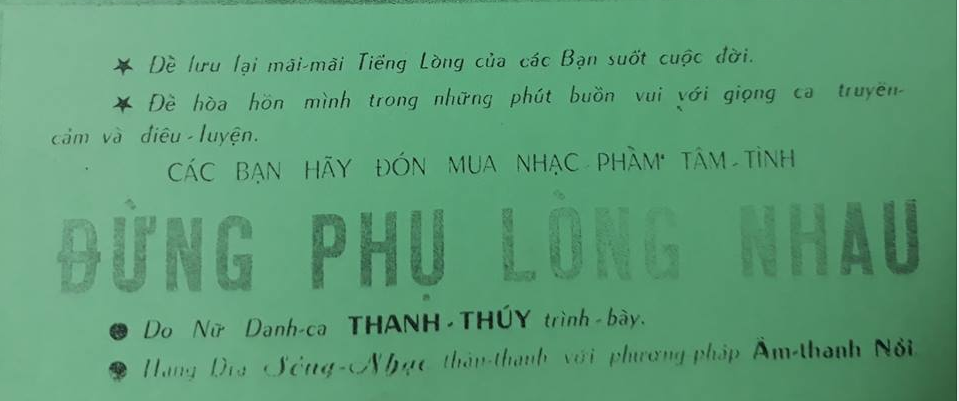 ★ Để lưu lại mãi-mãi Tiếng Lòng của các Bạn suốt cuộc đời.
★ Để hòa hồn mình trong những phút buồn vui với giọng ca truyền-
cảm và điêu-luyện.
CÁC BẠN HÃY ĐÓN MUA NHẠC PHẨM TÂM-TÌNH
ĐỪNG PHỤ LÒNG NHAU
● Do Nữ Danh-ca THANH-THÚY trình-bày.
● Hãng Dĩa Sóng-Nhạc thâu-thanh với phương-pháp Âm-thanh Nổi